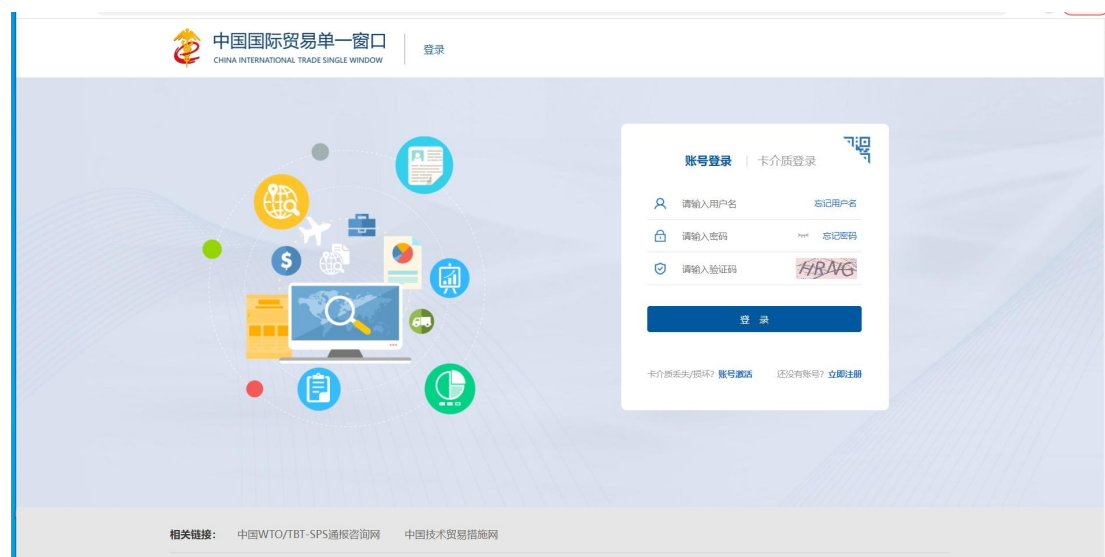 中国国际贸易单一窗口
CHINA INTERNATIONAL TRADE SINGLE WINDOW
登录
账号登录 卡介质登录
请输入用户名 忘记用户名
请输入密码 忘记密码
请输入验证码 HRNG
登 录
卡介质丢失/损坏? 账号激活 还没有账号? 立即注册
相关链接: 中国WTO/TBT-SPS通报咨询网 中国技术贸易措施网